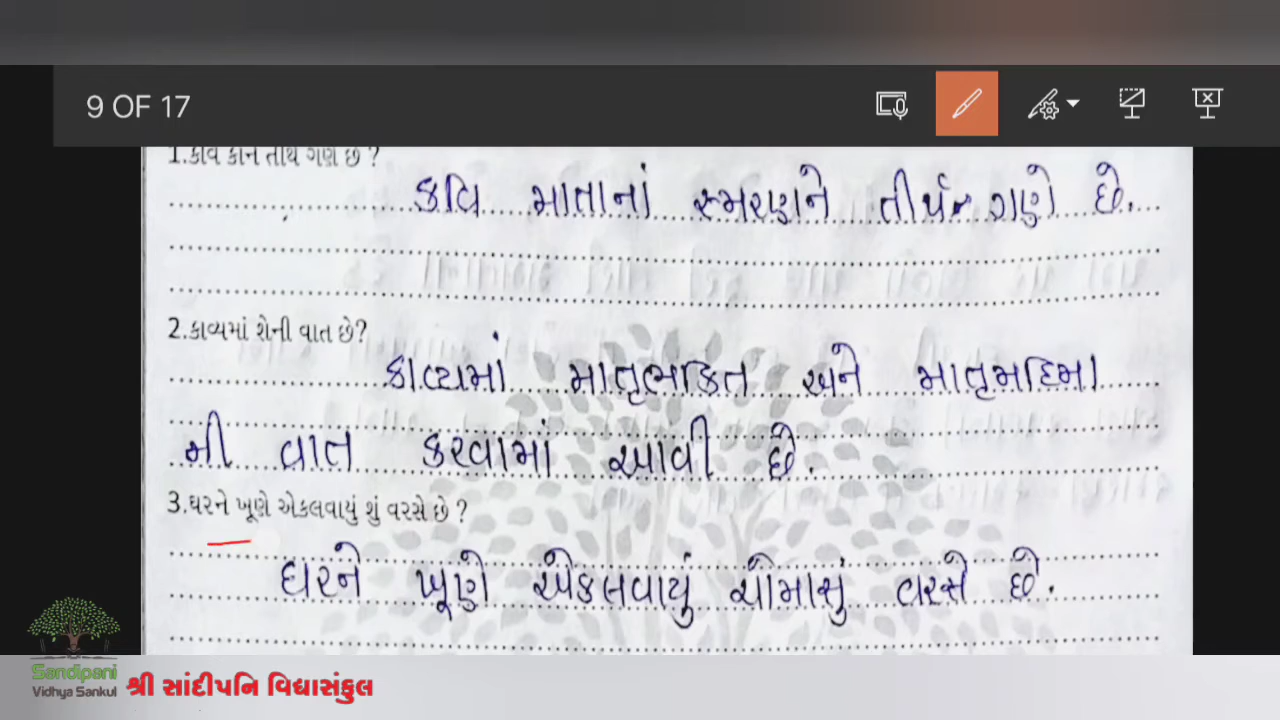 9 OF 17
1.કવિ કોને તીર્થ ગણે છે ?
કવિ માતાનાં સ્મરણને તીર્થ ગણે છે.
2.કાવ્યમાં શેની વાત છે?
કાવ્યમાં માતૃભકિત અને માતૃમહિમા
ની વાત કરવામાં આવી છે.
3.ઘરને ખૂણે એકલવાયું શું વરસે છે ?
ઘરને ખૂણે એકલવાયું ચોમાસું વરસે છે.
Sandipani
Vidhya Sankul
શ્રી સાંદીપનિ વિદ્યાસંકુલ